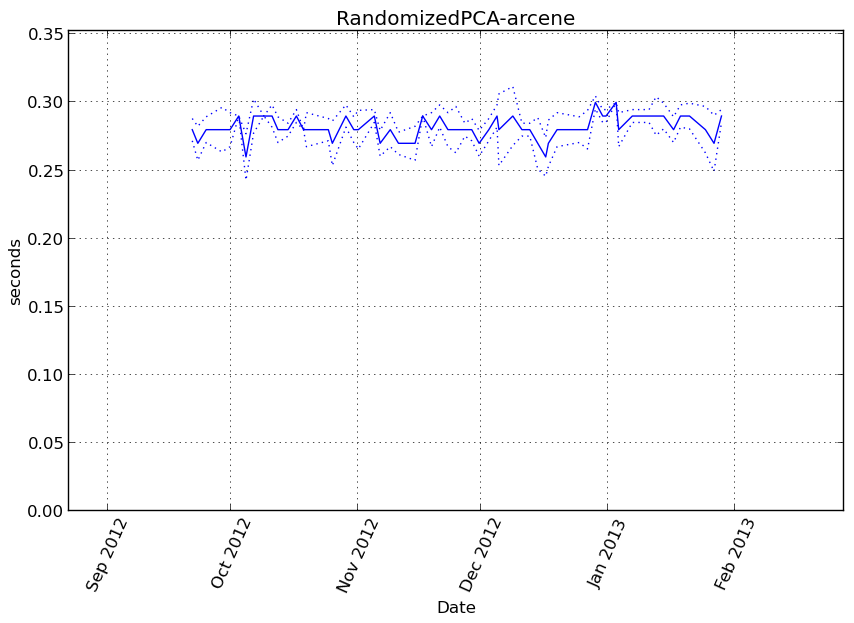 RandomizedPCA-arcene
0.35
0.30
0.25
0.20
0.15
0.10
0.05
0.00
seconds
Sep 2012
Oct 2012
Nov 2012
Dec 2012
Jan 2013
Feb 2013
Date